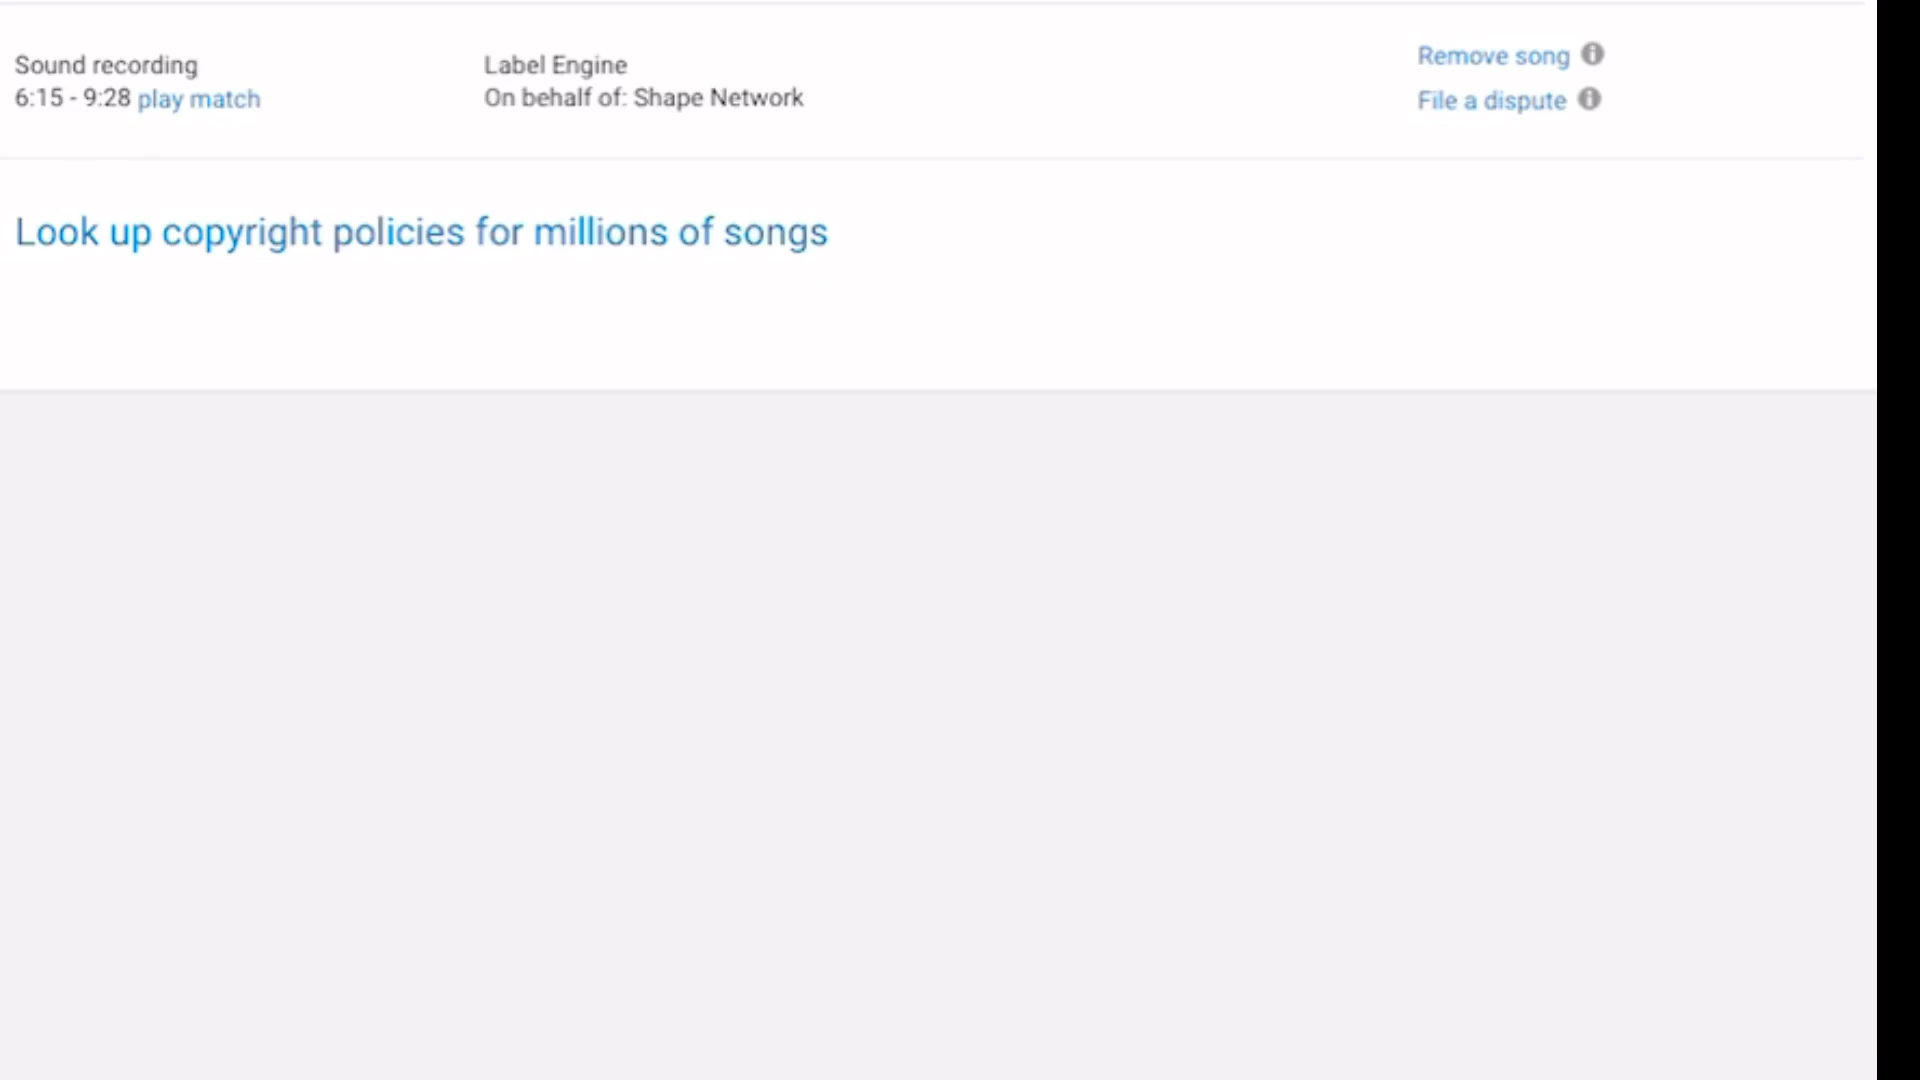 Sound recording
6:15 - 9:28 play match
Label Engine
On behalf of: Shape Network
Remove song
File a dispute
Look up copyright policies for millions of songs